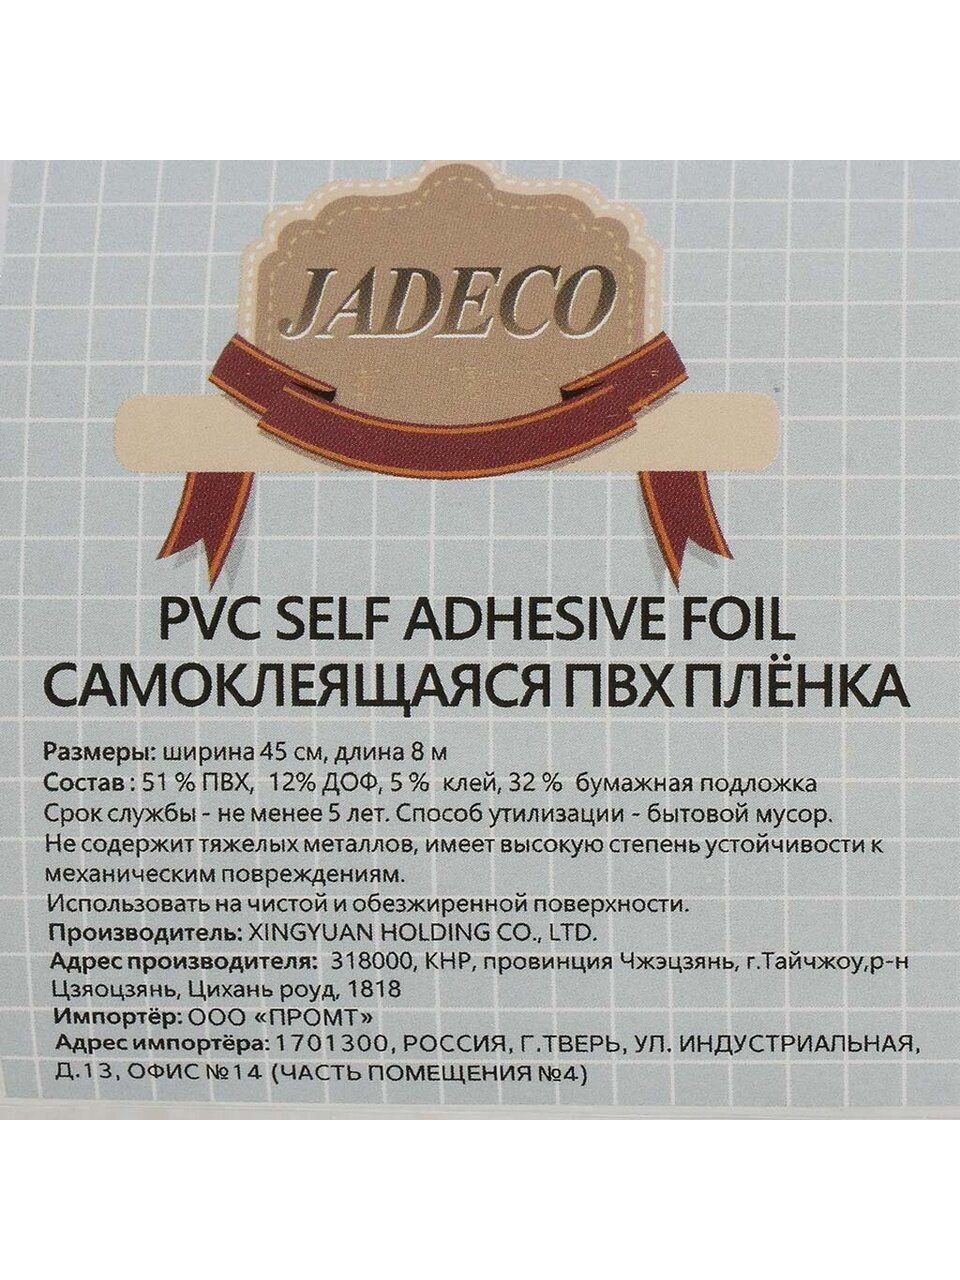 JADECO
PVC SELF ADHESIVE FOIL
САМОКЛЕЯЩАЯСЯ ПВХ ПЛЁНКА
Размеры: ширина 45 см, длина 8 м
Состав : 51 % ПВХ, 12% ДОФ, 5 % клей, 32 % бумажная подложка
Срок службы - не менее 5 лет. Способ утилизации - бытовой мусор.
Не содержит тяжелых металлов, имеет высокую степень устойчивости к
механическим повреждениям.
Использовать на чистой и обезжиренной поверхности.
Производитель: XINGYUAN HOLDING CO., LTD.
Адрес производителя: 318000, КНР, провинция Чжэцзянь, г.Тайчжоу,р-н
Цзяоцзянь, Цихань роуд, 1818
Импортёр: ООО «ПРОМТ»
Адрес импортёра: 1701300, РОССИЯ, Г.ТВЕРЬ, УЛ. ИНДУСТРИАЛЬНАЯ,
Д.13, ОФИС №14 (ЧАСТЬ ПОМЕЩЕНИЯ №4)